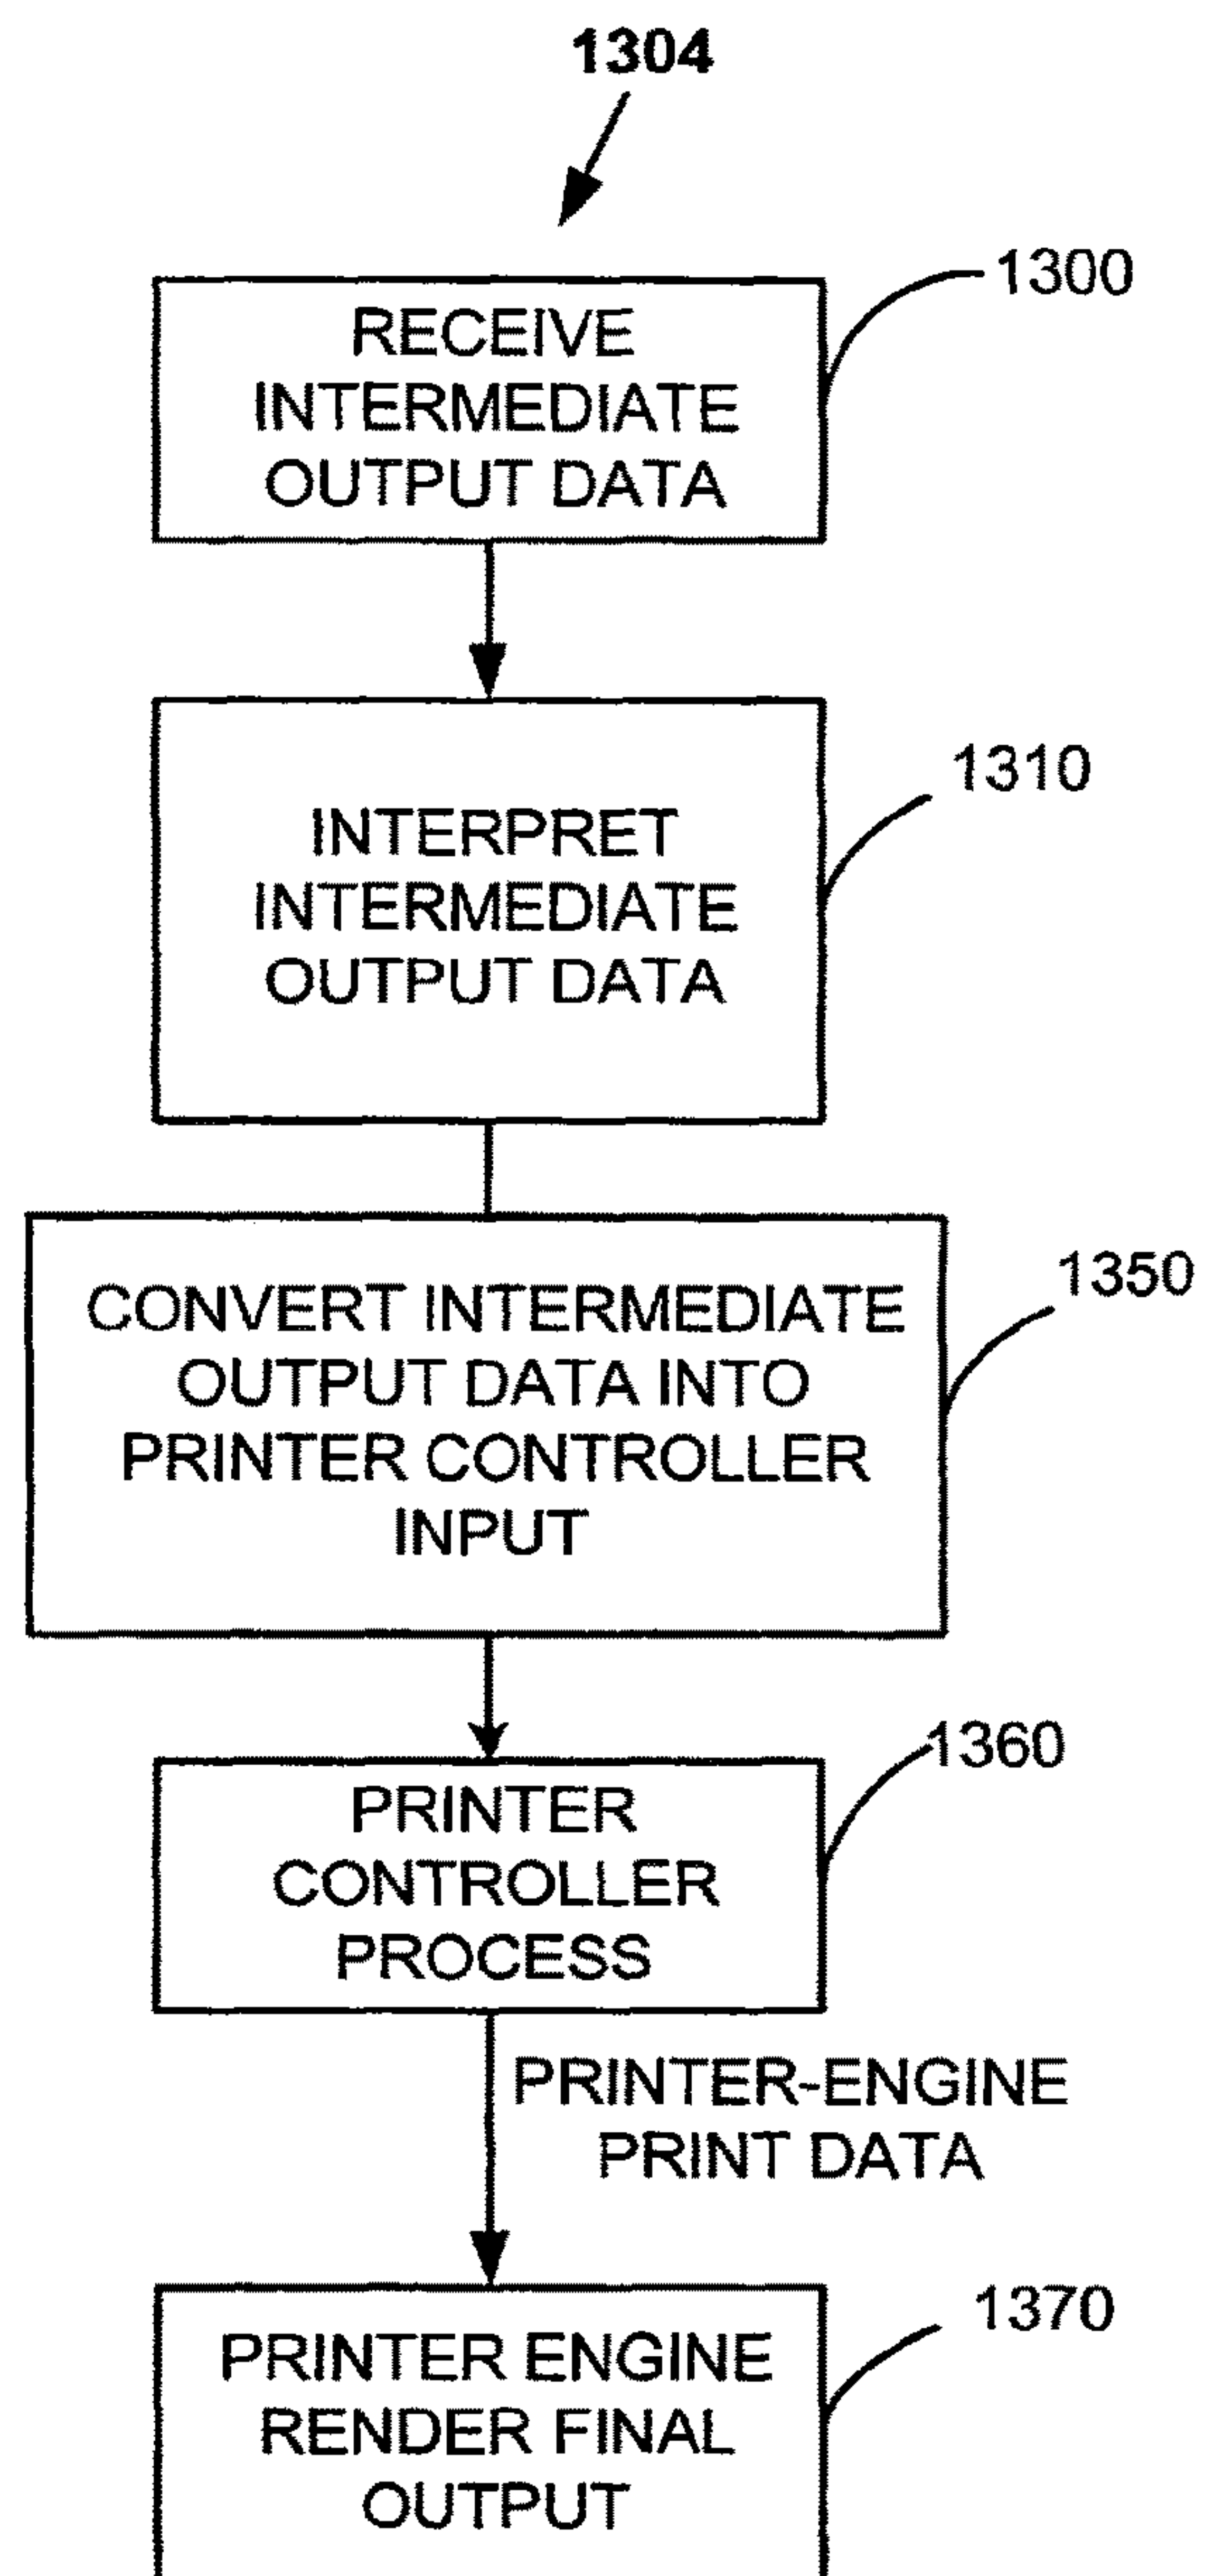 1304
1300
RECEIVE
INTERMEDIATE
OUTPUT DATA
1310
INTERPRET
INTERMEDIATE
OUTPUT DATA
1350
CONVERT INTERMEDIATE
OUTPUT DATA INTO
PRINTER CONTROLLER
INPUT
1360
PRINTER
CONTROLLER
PROCESS
PRINTER-ENGINE
PRINT DATA
1370
PRINTER ENGINE
RENDER FINAL
OUTPUT